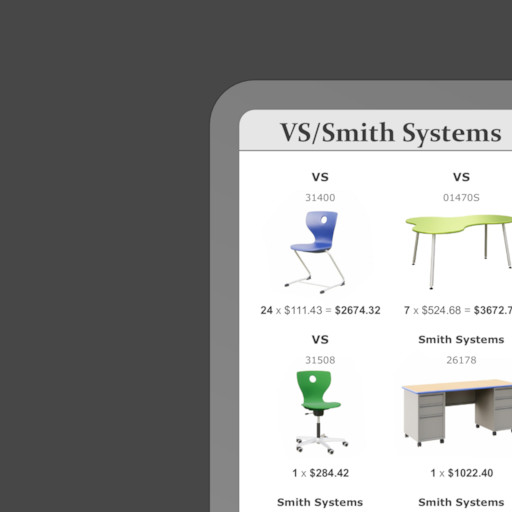 VS/Smith Systems
VS
31400
24 x $111.43 = $2674.32
VS
01470S
7 x $524.68 = $3672.7
VS
31508
1 x $284.42
Smith Systems
26178
1 x $1022.40
Smith Systems
Smith Systems